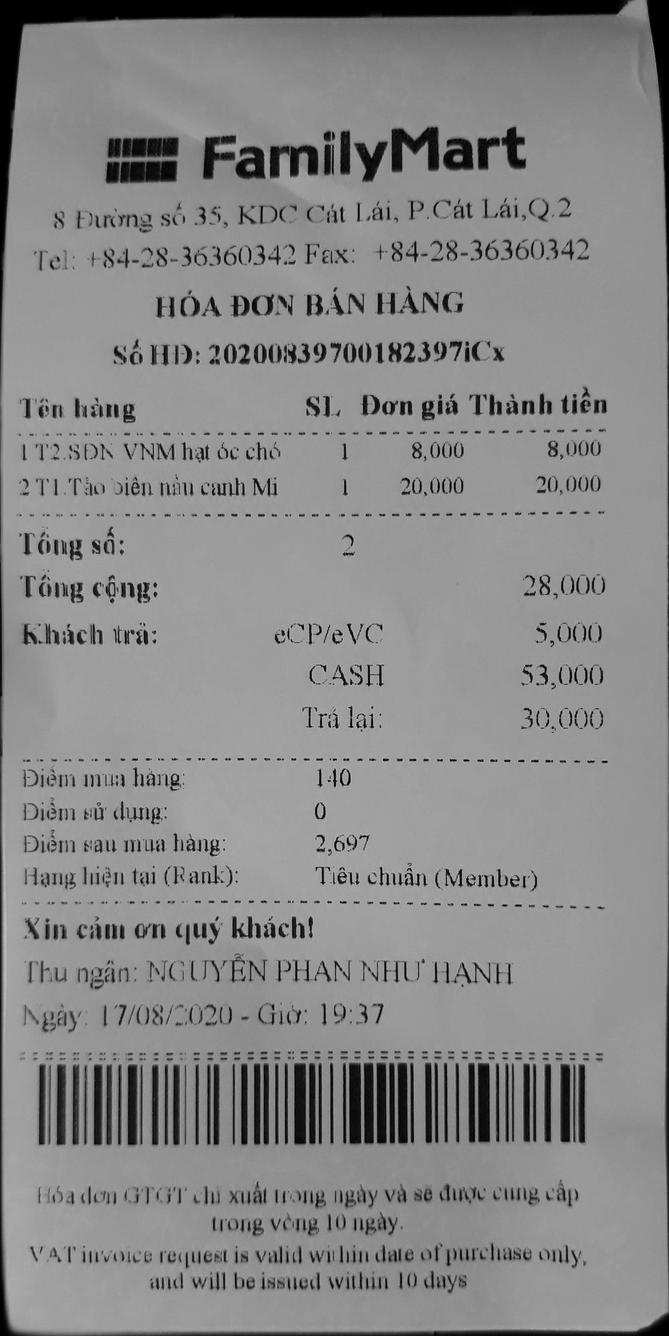 FamilyMart
8 Đường số 35, KDC Cát Lái, P.Cát Lái,Q.2
Tel: +84-28-36360342 Fax: +84-28-36360342
HÓA ĐƠN BÁN HÀNG
Số HĐ: 20200839700182397iCx
Tên hàng SL Đơn giá Thành tiền
1 T2.SDN VNM hạt óc chó 1 8,000 8,000
2 T1.Tảo biển nấu canh Mi 1 20,000 20,000
Tổng số: 2
Tổng cộng: 28,000
Khách trả: eCP/eVC 5,000
CASH 53,000
Trả lại: 30,000
Điểm mua hàng: 140
Điểm sử dụng: 0
Điểm sau mua hàng: 2,697
Hạng hiện tại (Rank): Tiêu chuẩn (Member)
Xin cảm ơn quý khách!
Thu ngân: NGUYỄN PHAN NHƯ HẠNH
Ngày: 17/08/2020 - Giờ: 19:37
Hóa đơn GTGT chỉ xuất trong ngày và sẽ được cung cấp
trong vòng 10 ngày.
VAT invoice request is valid within date of purchase only,
and will be issued within 10 days